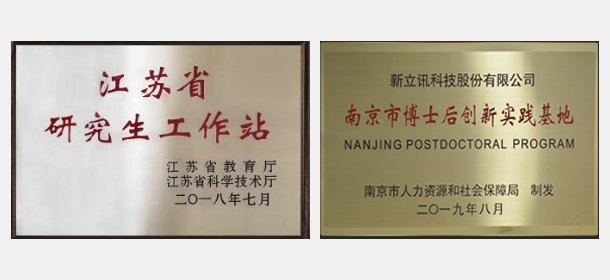 江苏省
研究生工作站
江苏省教育厅
江苏省科学技术厅
二〇一八年七月
新立讯科技股份有限公司
南京市博士后创新实践基地
NANJING POSTDOCTORAL PROGRAM
南京市人力资源和社会保障局 制发
二〇一九年八月